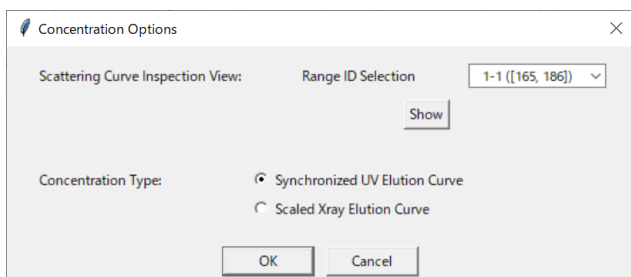 Concentration Options
Scattering Curve Inspection View: Range ID Selection 1-1 ([165, 186])
Show
Concentration Type: Synchronized UV Elution Curve
Scaled Xray Elution Curve
OK Cancel